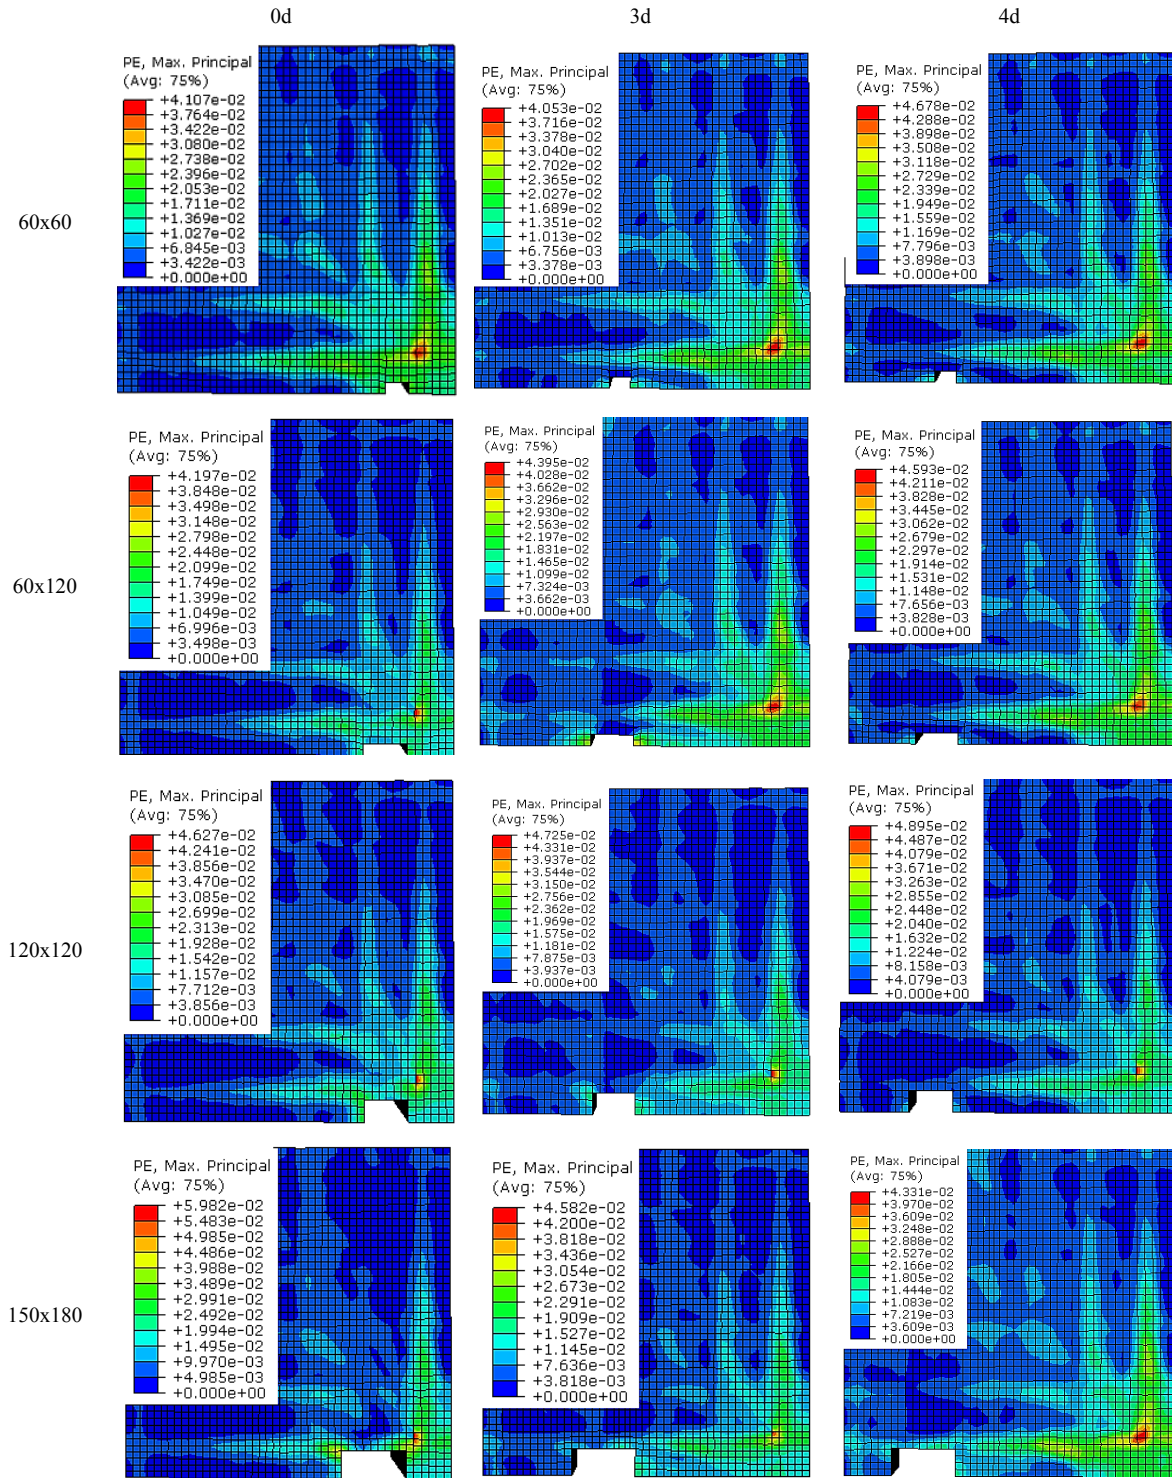 0d 3d 4d
60x60
PE, Max. Principal
(Avg: 75%)
+4.107e-02
+3.764e-02
+3.422e-02
+3.080e-02
+2.738e-02
+2.396e-02
+2.053e-02
+1.711e-02
+1.369e-02
+1.027e-02
+6.845e-03
+3.422e-03
+0.000e+00
PE, Max. Principal
(Avg: 75%)
+4.053e-02
+3.716e-02
+3.378e-02
+3.040e-02
+2.702e-02
+2.365e-02
+2.027e-02
+1.689e-02
+1.351e-02
+1.013e-02
+6.756e-03
+3.378e-03
+0.000e+00
PE, Max. Principal
(Avg: 75%)
+4.678e-02
+4.288e-02
+3.898e-02
+3.508e-02
+3.118e-02
+2.729e-02
+2.339e-02
+1.949e-02
+1.559e-02
+1.169e-02
+7.796e-03
+3.898e-03
+0.000e+00
60x120
PE, Max. Principal
(Avg: 75%)
+4.197e-02
+3.848e-02
+3.498e-02
+3.148e-02
+2.798e-02
+2.448e-02
+2.099e-02
+1.749e-02
+1.399e-02
+1.049e-02
+6.996e-03
+3.498e-03
+0.000e+00
PE, Max. Principal
(Avg: 75%)
+4.395e-02
+4.028e-02
+3.662e-02
+3.296e-02
+2.930e-02
+2.563e-02
+2.197e-02
+1.831e-02
+1.465e-02
+1.099e-02
+7.324e-03
+3.662e-03
+0.000e+00
PE, Max. Principal
(Avg: 75%)
+4.593e-02
+4.211e-02
+3.828e-02
+3.445e-02
+3.062e-02
+2.679e-02
+2.297e-02
+1.914e-02
+1.531e-02
+1.148e-02
+7.656e-03
+3.828e-03
+0.000e+00
120x120
PE, Max. Principal
(Avg: 75%)
+4.627e-02
+4.241e-02
+3.856e-02
+3.470e-02
+3.085e-02
+2.699e-02
+2.313e-02
+1.928e-02
+1.542e-02
+1.157e-02
+7.712e-03
+3.856e-03
+0.000e+00
PE, Max. Principal
(Avg: 75%)
+4.725e-02
+4.331e-02
+3.937e-02
+3.544e-02
+3.150e-02
+2.756e-02
+2.362e-02
+1.969e-02
+1.575e-02
+1.181e-02
+7.875e-03
+3.937e-03
+0.000e+00
PE, Max. Principal
(Avg: 75%)
+4.895e-02
+4.487e-02
+4.079e-02
+3.671e-02
+3.263e-02
+2.855e-02
+2.448e-02
+2.040e-02
+1.632e-02
+1.224e-02
+8.158e-03
+4.079e-03
+0.000e+00
150x180
PE, Max. Principal
(Avg: 75%)
+5.982e-02
+5.483e-02
+4.985e-02
+4.486e-02
+3.988e-02
+3.489e-02
+2.991e-02
+2.492e-02
+1.994e-02
+1.495e-02
+9.970e-03
+4.985e-03
+0.000e+00
PE, Max. Principal
(Avg: 75%)
+4.582e-02
+4.200e-02
+3.818e-02
+3.436e-02
+3.054e-02
+2.673e-02
+2.291e-02
+1.909e-02
+1.527e-02
+1.145e-02
+7.636e-03
+3.818e-03
+0.000e+00
PE, Max. Principal
(Avg: 75%)
+4.331e-02
+3.970e-02
+3.609e-02
+3.248e-02
+2.888e-02
+2.527e-02
+2.166e-02
+1.805e-02
+1.444e-02
+1.083e-02
+7.219e-03
+3.609e-03
+0.000e+00